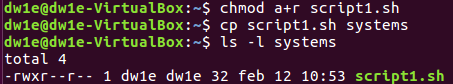 dw1e@dw1e-VirtualBox:~$ chmod a+r script1.sh
dw1e@dw1e-VirtualBox:~$ cp script1.sh systems
dw1e@dw1e-VirtualBox:~$ ls -l systems
total 4
-rwxr--r-- 1 dw1e dw1e 32 feb 12 10:53 script1.sh